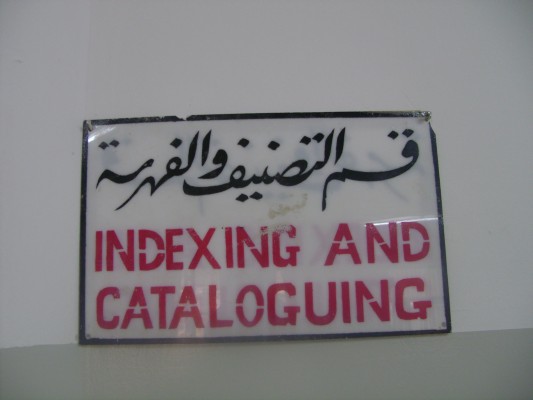 قسم التصنيف والفهرسة
INDEXING AND
CATALOGUING